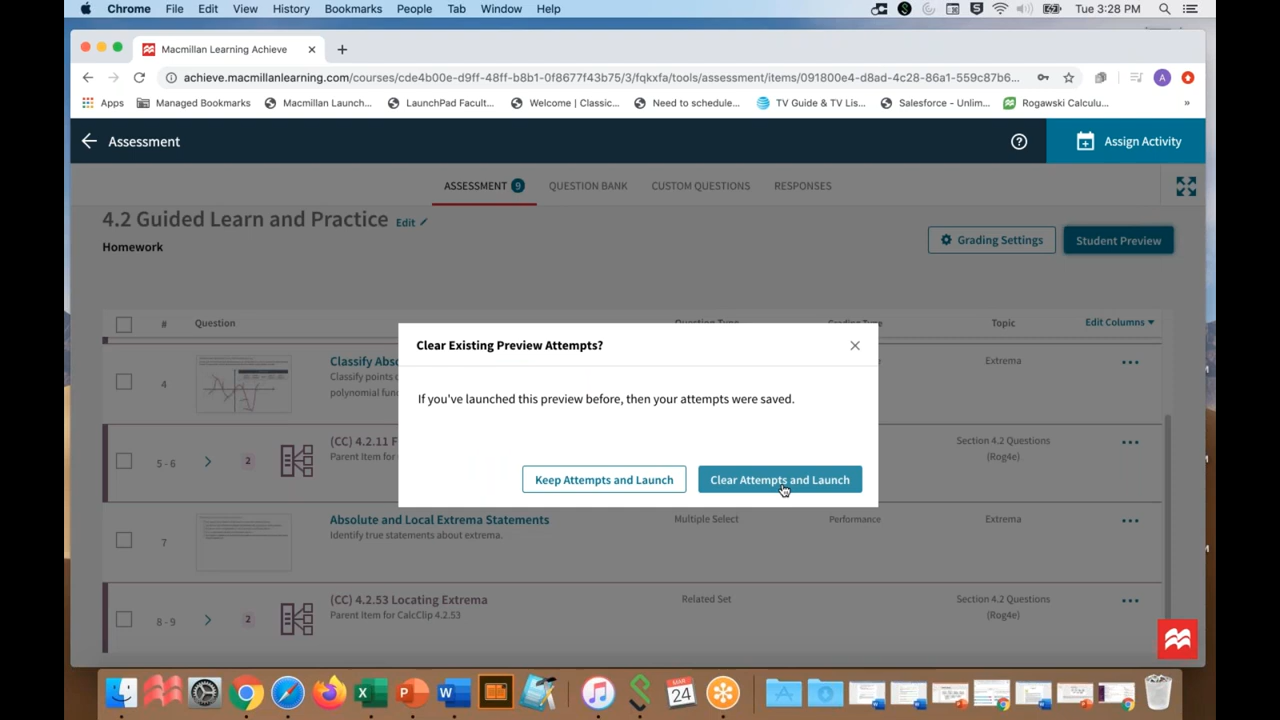 Chrome File Edit View History Bookmarks People Tab Window Help Tue 3:28 PM
Macmillan Learning Achieve
achieve.macmillanlearning.com/courses/cde4b00e-d9ff-48ff-b8b1-0f8677f43b75/3/fqkxfa/tools/assessment/items/091800e4-d8ad-4c28-86a1-559c87b6...
Apps Managed Bookmarks Macmillan Launch... LaunchPad Facult... Welcome | Classic... Need to schedule... TV Guide & TV Lis... Salesforce - Unlim... Rogawski Calculu... »
Assessment Assign Activity
ASSESSMENT 9 QUESTION BANK CUSTOM QUESTIONS RESPONSES
4.2 Guided Learn and Practice Edit
Homework
Grading Settings Student Preview
# Question Question Type Grading Type Topic Edit Columns
4 Classify Abs Extrema
Classify points
polynomial fun
5 - 6 2 (CC) 4.2.11 F Section 4.2 Questions
Parent Item for (Rog4e)
Clear Existing Preview Attempts?
If you've launched this preview before, then your attempts were saved.
Keep Attempts and Launch Clear Attempts and Launch
7 Absolute and Local Extrema Statements Multiple Select Performance Extrema
Identify true statements about extrema.
8 - 9 2 (CC) 4.2.53 Locating Extrema Related Set Section 4.2 Questions
Parent Item for CalcClip 4.2.53 (Rog4e)
MAR
24